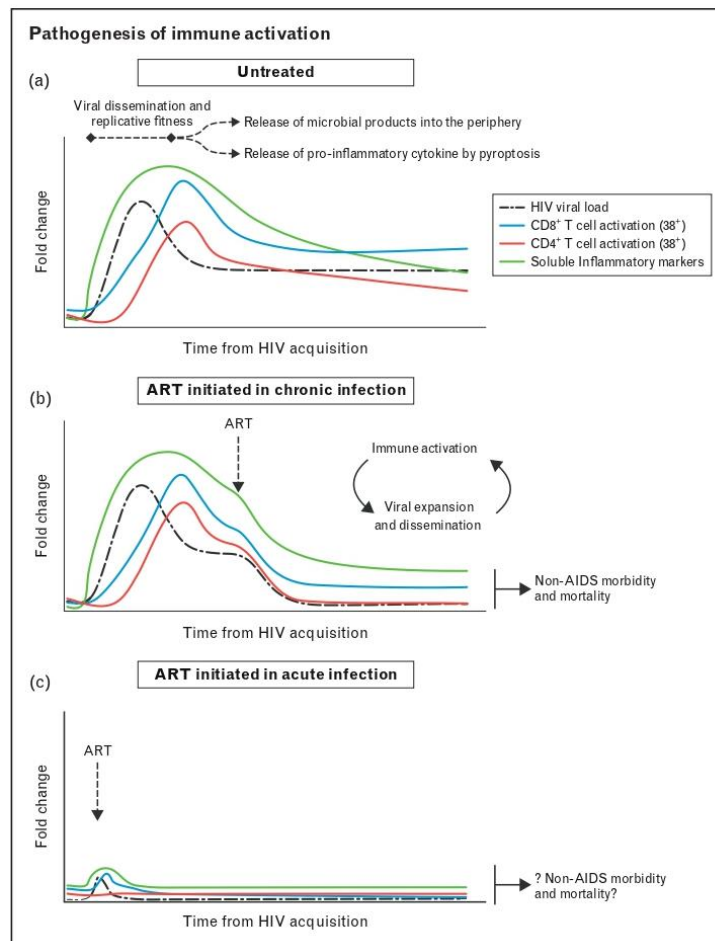 Pathogenesis of immune activation
(a)
Untreated
Viral dissemination and
replicative fitness
Release of microbial products into the periphery
Release of pro-inflammatory cytokine by pyroptosis
Fold change
Time from HIV acquisition
HIV viral load
CD8⁺ T cell activation (38⁺)
CD4⁺ T cell activation (38⁺)
Soluble Inflammatory markers
(b)
ART initiated in chronic infection
ART
Immune activation
Viral expansion
and dissemination
Fold change
Non-AIDS morbidity
and mortality
Time from HIV acquisition
(c)
ART initiated in acute infection
ART
Fold change
? Non-AIDS morbidity
and mortality?
Time from HIV acquisition